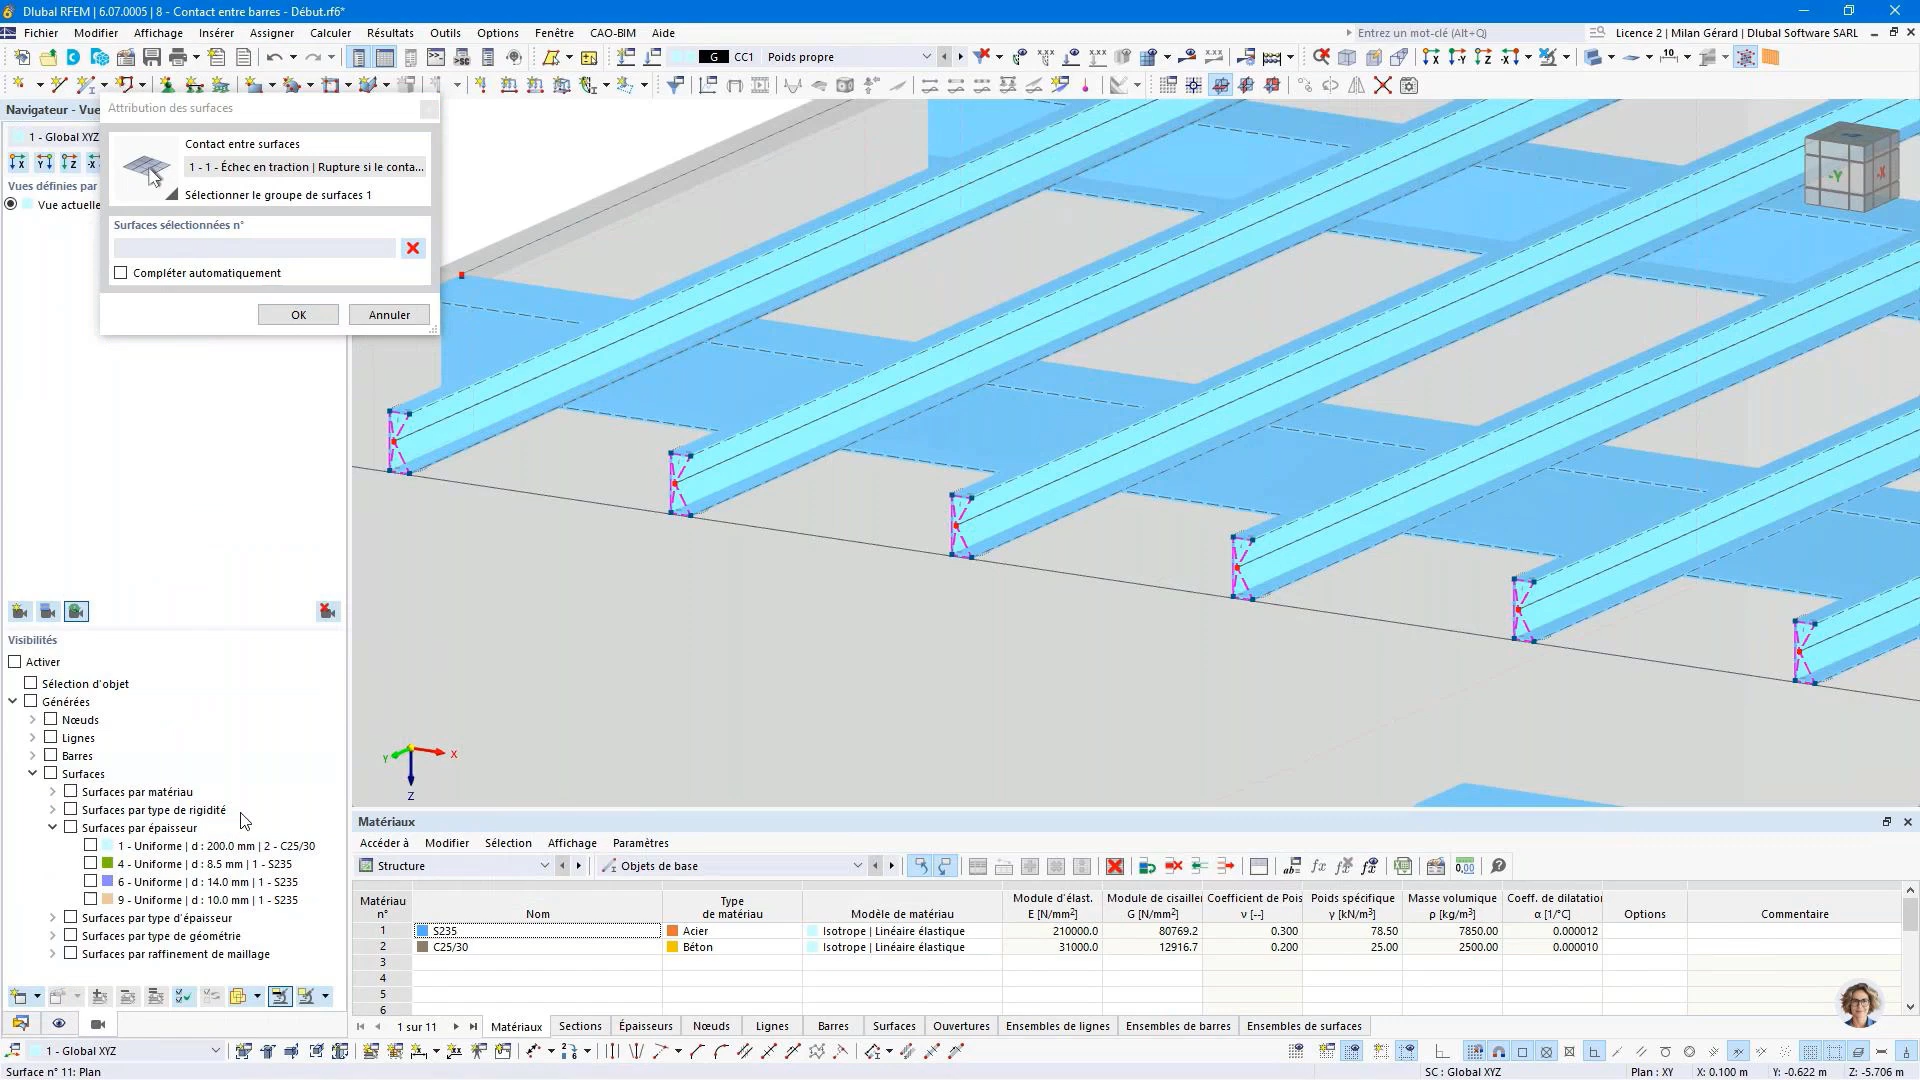 Dlubal RFEM | 6.07.0005 | 8 - Contact entre barres - Début.rf6*
Fichier Modifier Affichage Insérer Assigner Calculer Résultats Outils Options Fenêtre CAO-BIM Aide
Entrez un mot-clé (Alt+Q)
Licence 2 | Milan Gérard | Dlubal Software SARL
G CC1 Poids propre
Navigateur - Vue
1 - Global XYZ
Vues définies par
Vue actuelle
Attribution des surfaces
Contact entre surfaces
1 - 1 - Échec en traction | Rupture si le conta...
Sélectionner le groupe de surfaces 1
Surfaces sélectionnées n°
Compléter automatiquement
OK Annuler
-Y -X
X Y Z
Visibilités
Activer
Sélection d'objet
Générées
Nœuds
Lignes
Barres
Surfaces
Surfaces par matériau
Surfaces par type de rigidité
Surfaces par épaisseur
1 - Uniforme | d : 200.0 mm | 2 - C25/30
4 - Uniforme | d : 8.5 mm | 1 - S235
6 - Uniforme | d : 14.0 mm | 1 - S235
9 - Uniforme | d : 10.0 mm | 1 - S235
Surfaces par type d'épaisseur
Surfaces par type de géométrie
Surfaces par raffinement de maillage
Matériaux
Accéder à Modifier Sélection Affichage Paramètres
Structure Objets de base
Matériau n° Nom Type de matériau Modèle de matériau Module d'élast. E [N/mm²] Module de cisailler G [N/mm²] Coefficient de Pois ν [--] Poids spécifique γ [kN/m³] Masse volumique ρ [kg/m³] Coeff. de dilatation α [1/°C] Options Commentaire
1 S235 Acier Isotrope | Linéaire élastique 210000.0 80769.2 0.300 78.50 7850.00 0.000012
2 C25/30 Béton Isotrope | Linéaire élastique 31000.0 12916.7 0.200 25.00 2500.00 0.000010
3
4
5
6
1 sur 11 Matériaux Sections Épaisseurs Nœuds Lignes Barres Surfaces Ouvertures Ensembles de lignes Ensembles de barres Ensembles de surfaces
1 - Global XYZ
Surface n° 11: Plan
SC : Global XYZ Plan : XY X: 0.100 m Y: -0.622 m Z: -5.706 m